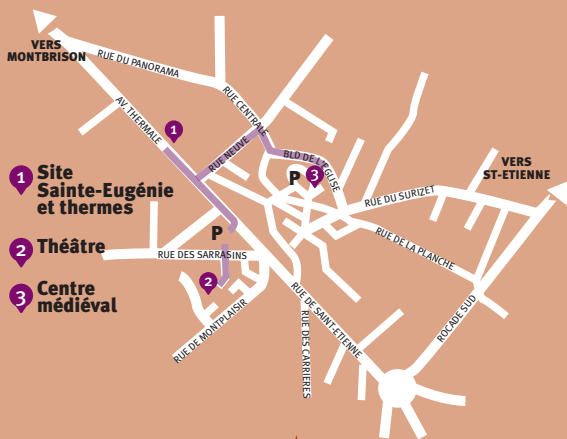 VERS
MONTBRISON
RUE DU PANORAMA
AV. THERMALE
RUE CENTRALE
1
RUE NEUVE
BLD DE L'EGLISE
P
3
VERS
ST-ETIENNE
RUE DU SURIZET
1
Site
Sainte-Eugénie
et thermes
P
RUE DE LA PLANCHE
2
Théâtre
RUE DES SARRASINS
2
3
Centre
médiéval
RUE DE MONTPLAISIR
RUE DE SAINT-ETIENNE
RUE DES CARRIERES
ROCADE SUD